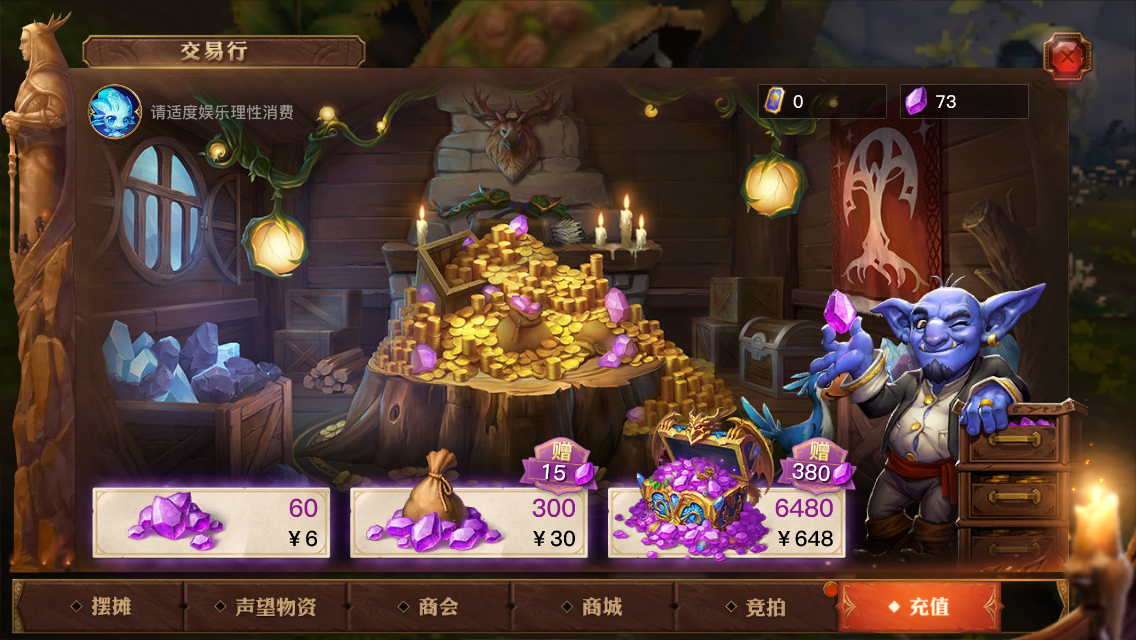 交易行
请适度娱乐理性消费
0
73
赠
15
赠
380
60
¥6
300
¥30
6480
¥648
摆摊
声望物资
商会
商城
竞拍
充值